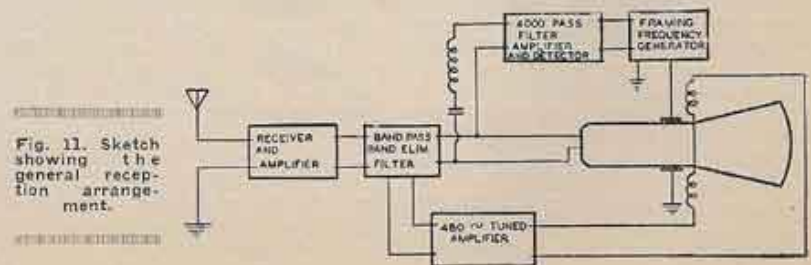 Fig. 11. Sketch
showing the
general recep-
tion arrange-
ment.
RECEIVER
AND
AMPLIFIER
BAND PASS
BAND ELIM.
FILTER
4000 PASS
FILTER
AMPLIFIER
AND DETECTOR
FRAMING
FREQUENCY
GENERATOR
480 ~ TUNED
AMPLIFIER